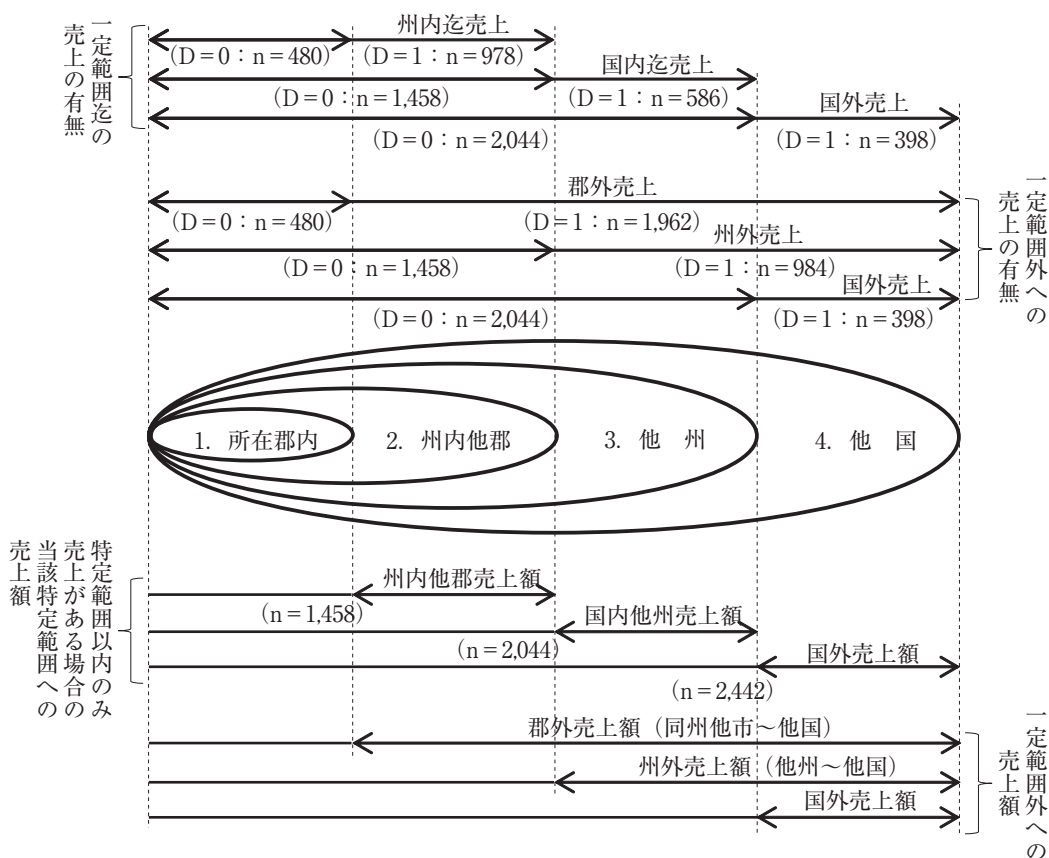 一定範囲迄の
売上の有無
州内迄売上
(D=0：n=480)
(D=1：n=978)
国内迄売上
(D=0：n=1,458)
(D=1：n=586)
国外売上
(D=0：n=2,044)
(D=1：n=398)
郡外売上
(D=0：n=480)
(D=1：n=1,962)
州外売上
(D=0：n=1,458)
(D=1：n=984)
国外売上
(D=0：n=2,044)
(D=1：n=398)
一定範囲外への
売上の有無
1. 所在郡内
2. 州内他郡
3. 他　州
4. 他　国
特定範囲以内のみ
売上がある場合の
当該特定範囲への
売上額
州内他郡売上額
(n=1,458)
国内他州売上額
(n=2,044)
国外売上額
(n=2,442)
郡外売上額（同州他市～他国）
州外売上額（他州～他国）
国外売上額
一定範囲外への
売上額